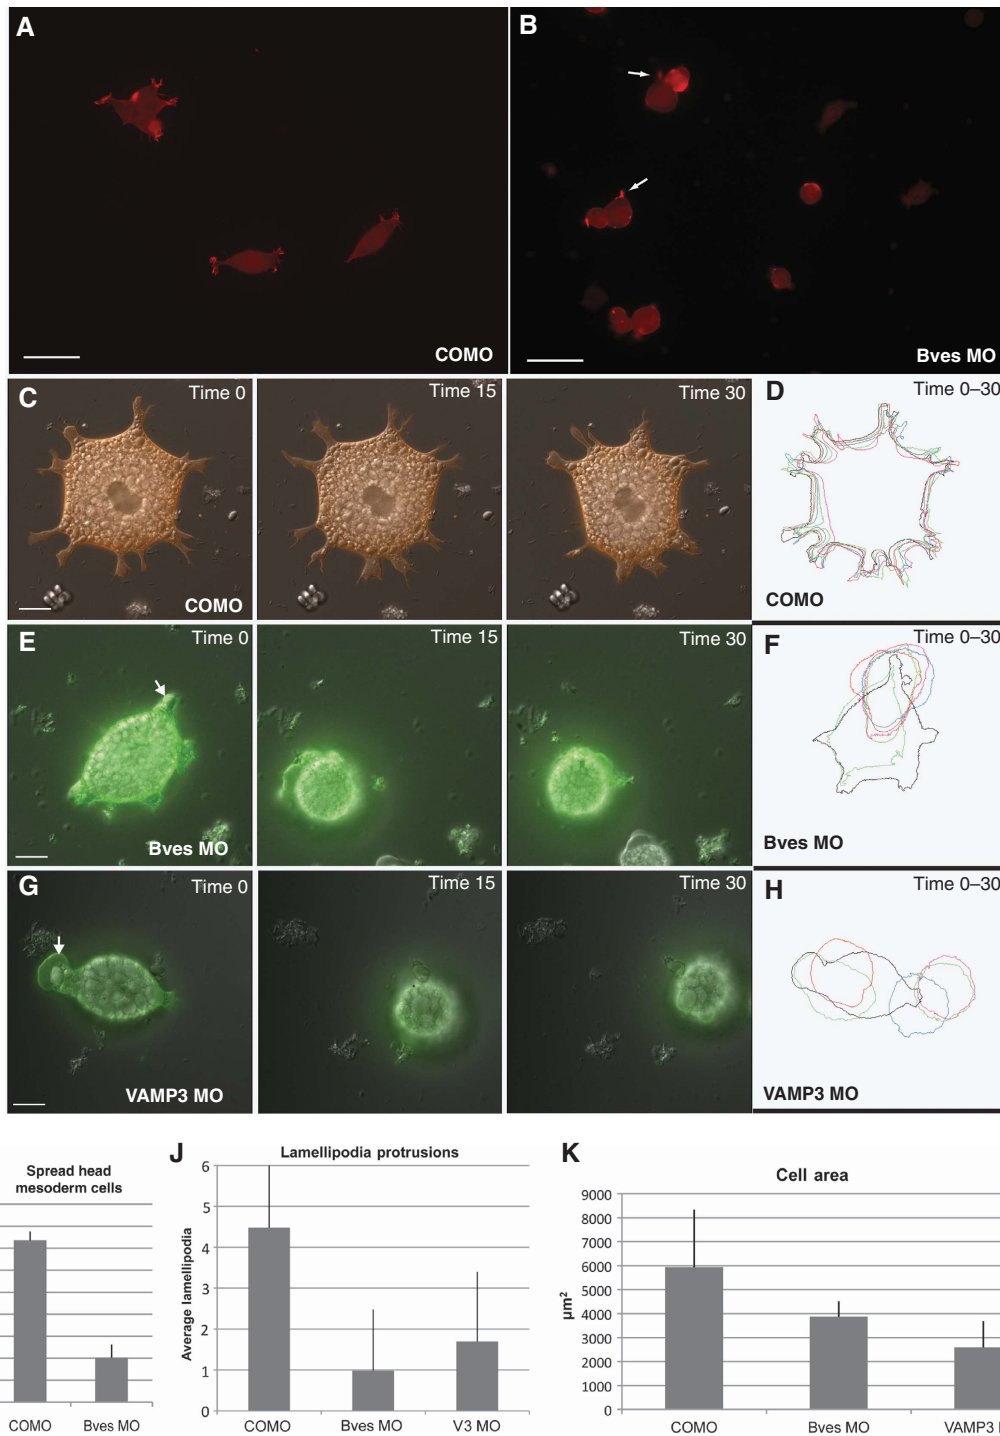 A
COMO
B
Bves MO
C
Time 0
COMO
Time 15
Time 30
D
Time 0–30
COMO
E
Time 0
Bves MO
Time 15
Time 30
F
Time 0–30
Bves MO
G
Time 0
VAMP3 MO
Time 15
Time 30
H
Time 0–30
VAMP3 MO
Spread head
mesoderm cells
COMO
Bves MO
J
Lamellipodia protrusions
Average lamellipodia
6
5
4
3
2
1
0
COMO
Bves MO
V3 MO
K
Cell area
µm²
9000
8000
7000
6000
5000
4000
3000
2000
1000
0
COMO
Bves MO
VAMP3 M